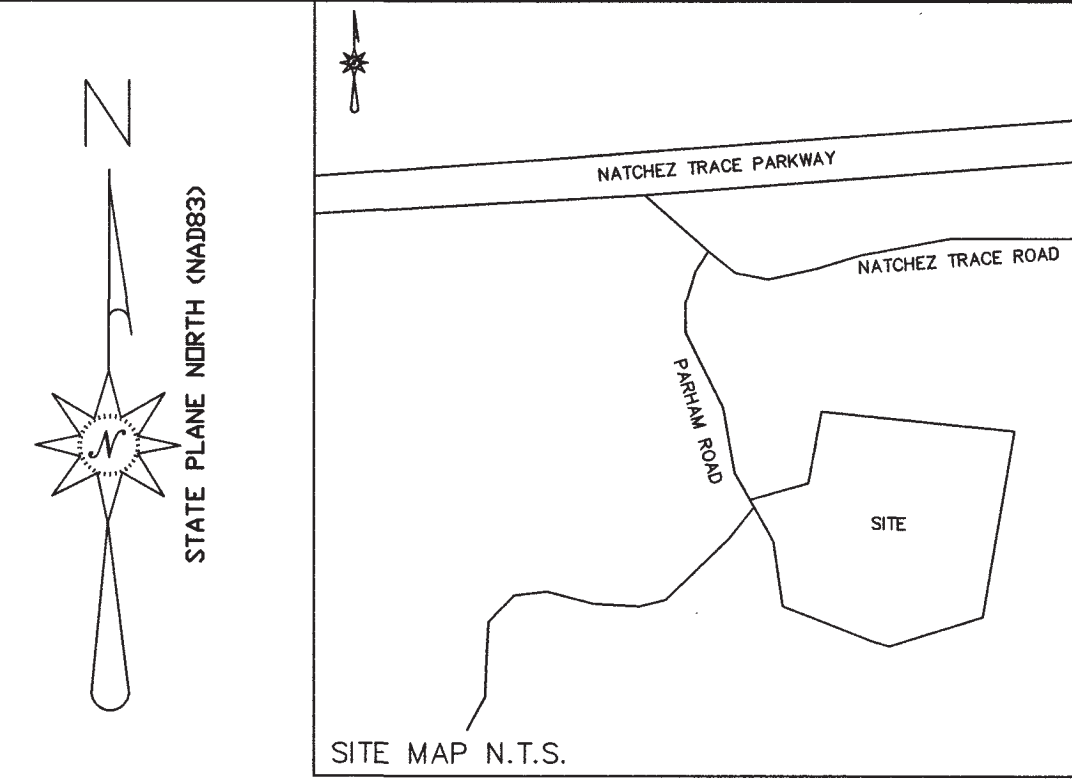 N
STATE PLANE NORTH (NAD83)
N
NATCHEZ TRACE PARKWAY
NATCHEZ TRACE ROAD
PARHAM ROAD
SITE
SITE MAP N.T.S.